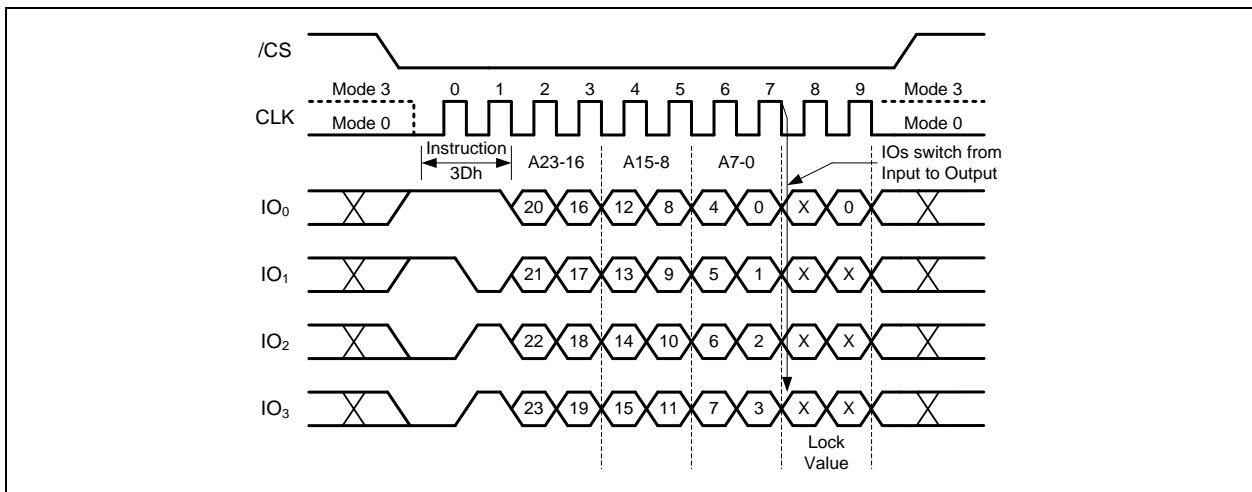 /CS
Mode 3 0 1 2 3 4 5 6 7 8 9 Mode 3
CLK
Mode 0 Mode 0
Instruction
3Dh
A23-16 A15-8 A7-0
IOs switch from
Input to Output
IO₀ 20 16 12 8 4 0 X 0
IO₁ 21 17 13 9 5 1 X X
IO₂ 22 18 14 10 6 2 X X
IO₃ 23 19 15 11 7 3 X X
Lock
Value